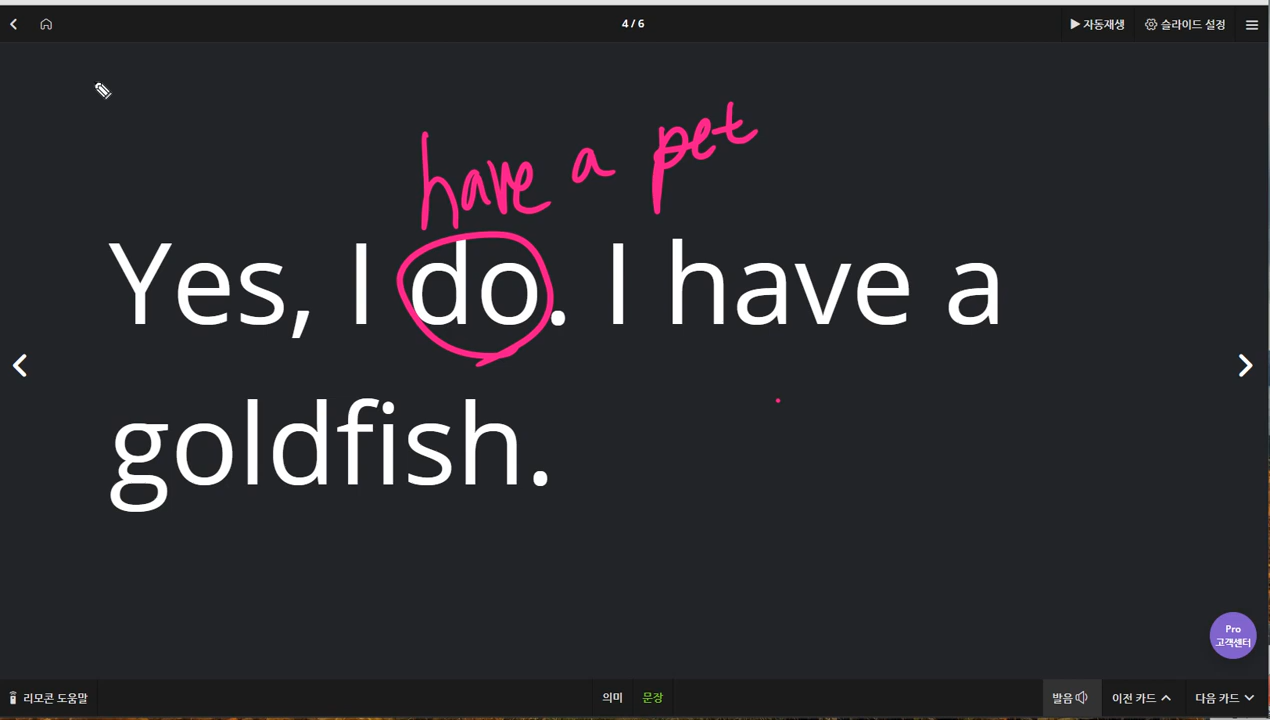 4 / 6
자동재생
슬라이드 설정
have a pet
Yes, I do. I have a
goldfish.
Pro
고객센터
리모콘 도움말
의미
문장
발음
이전 카드
다음 카드